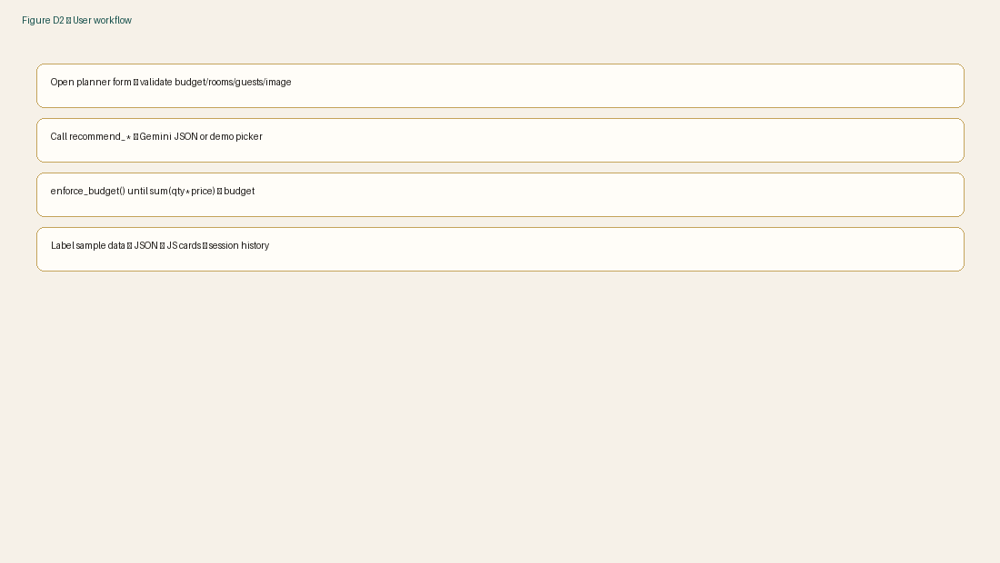 Figure D2 ☒ User workflow
Open planner form ☒ validate budget/rooms/guests/image
Call recommend_* ☒ Gemini JSON or demo picker
enforce_budget() until sum(qty*price) ☒ budget
Label sample data ☒ JSON ☒ JS cards ☒ session history